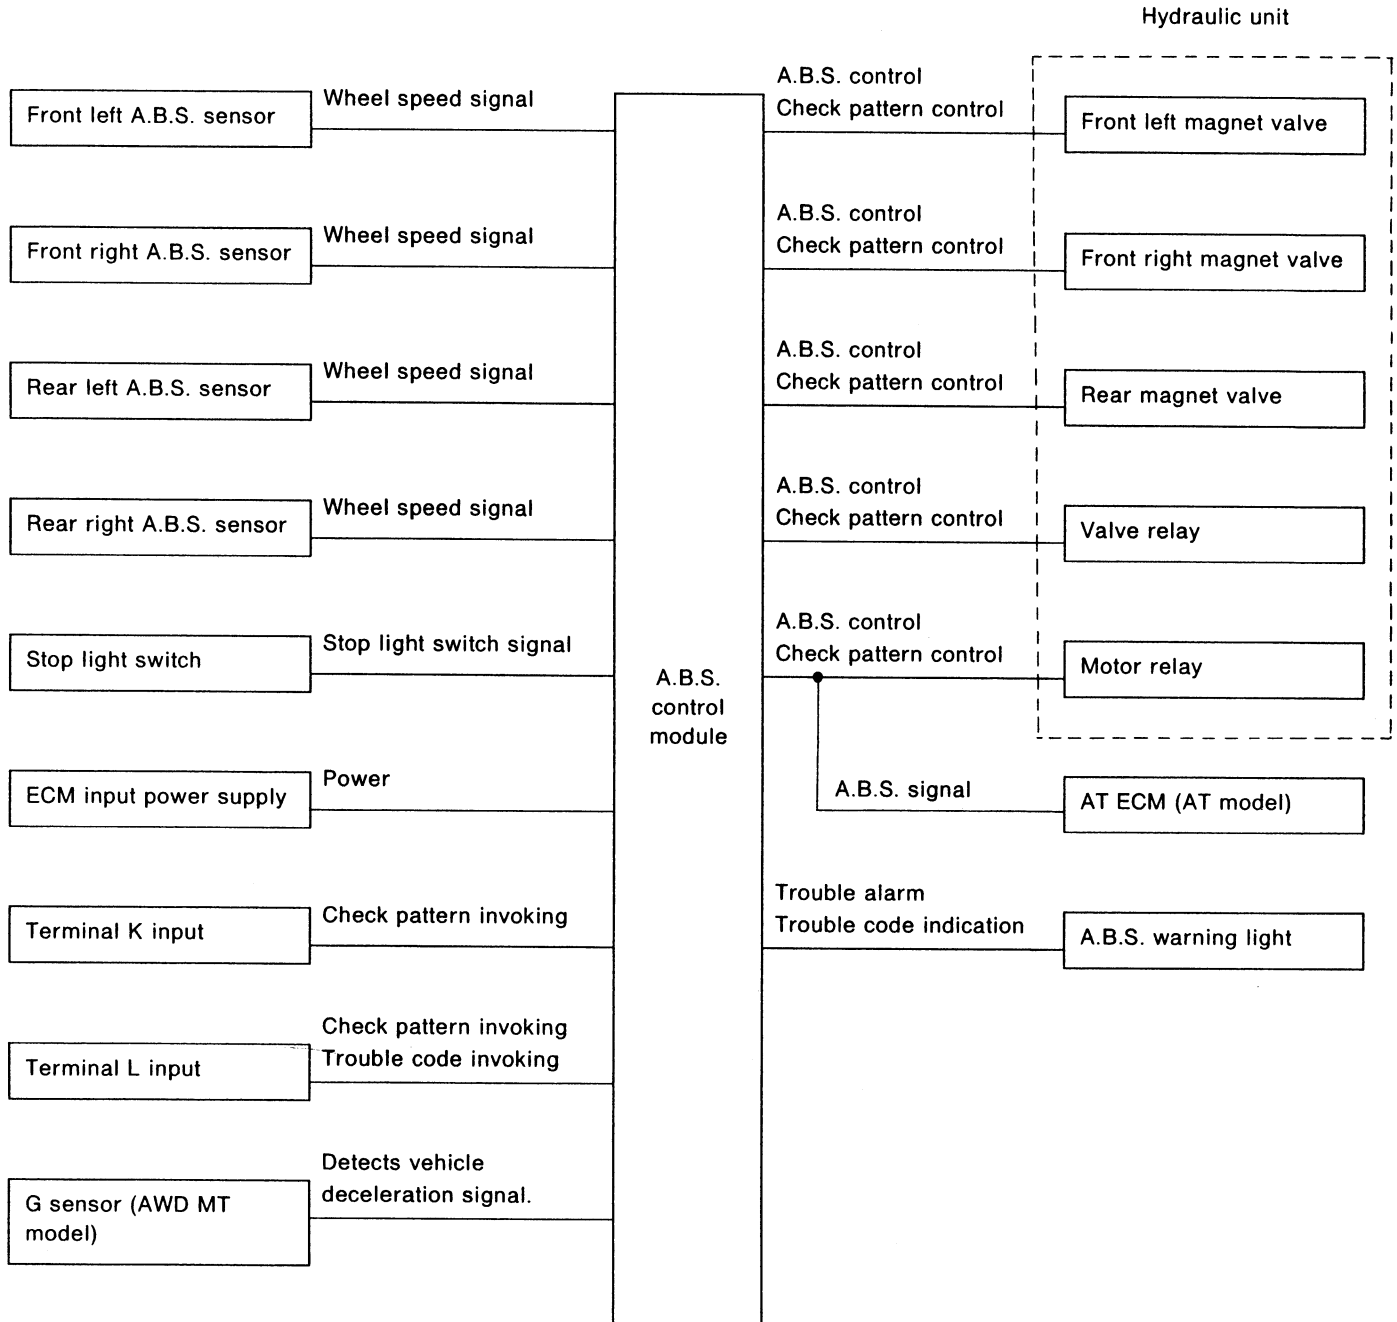 Hydraulic unit
Front left A.B.S. sensor
Wheel speed signal
Front right A.B.S. sensor
Wheel speed signal
Rear left A.B.S. sensor
Wheel speed signal
Rear right A.B.S. sensor
Wheel speed signal
Stop light switch
Stop light switch signal
ECM input power supply
Power
Terminal K input
Check pattern invoking
Terminal L input
Check pattern invoking
Trouble code invoking
G sensor (AWD MT
model)
Detects vehicle
deceleration signal.
A.B.S.
control
module
A.B.S. control
Check pattern control
Front left magnet valve
A.B.S. control
Check pattern control
Front right magnet valve
A.B.S. control
Check pattern control
Rear magnet valve
A.B.S. control
Check pattern control
Valve relay
A.B.S. control
Check pattern control
Motor relay
A.B.S. signal
AT ECM (AT model)
Trouble alarm
Trouble code indication
A.B.S. warning light